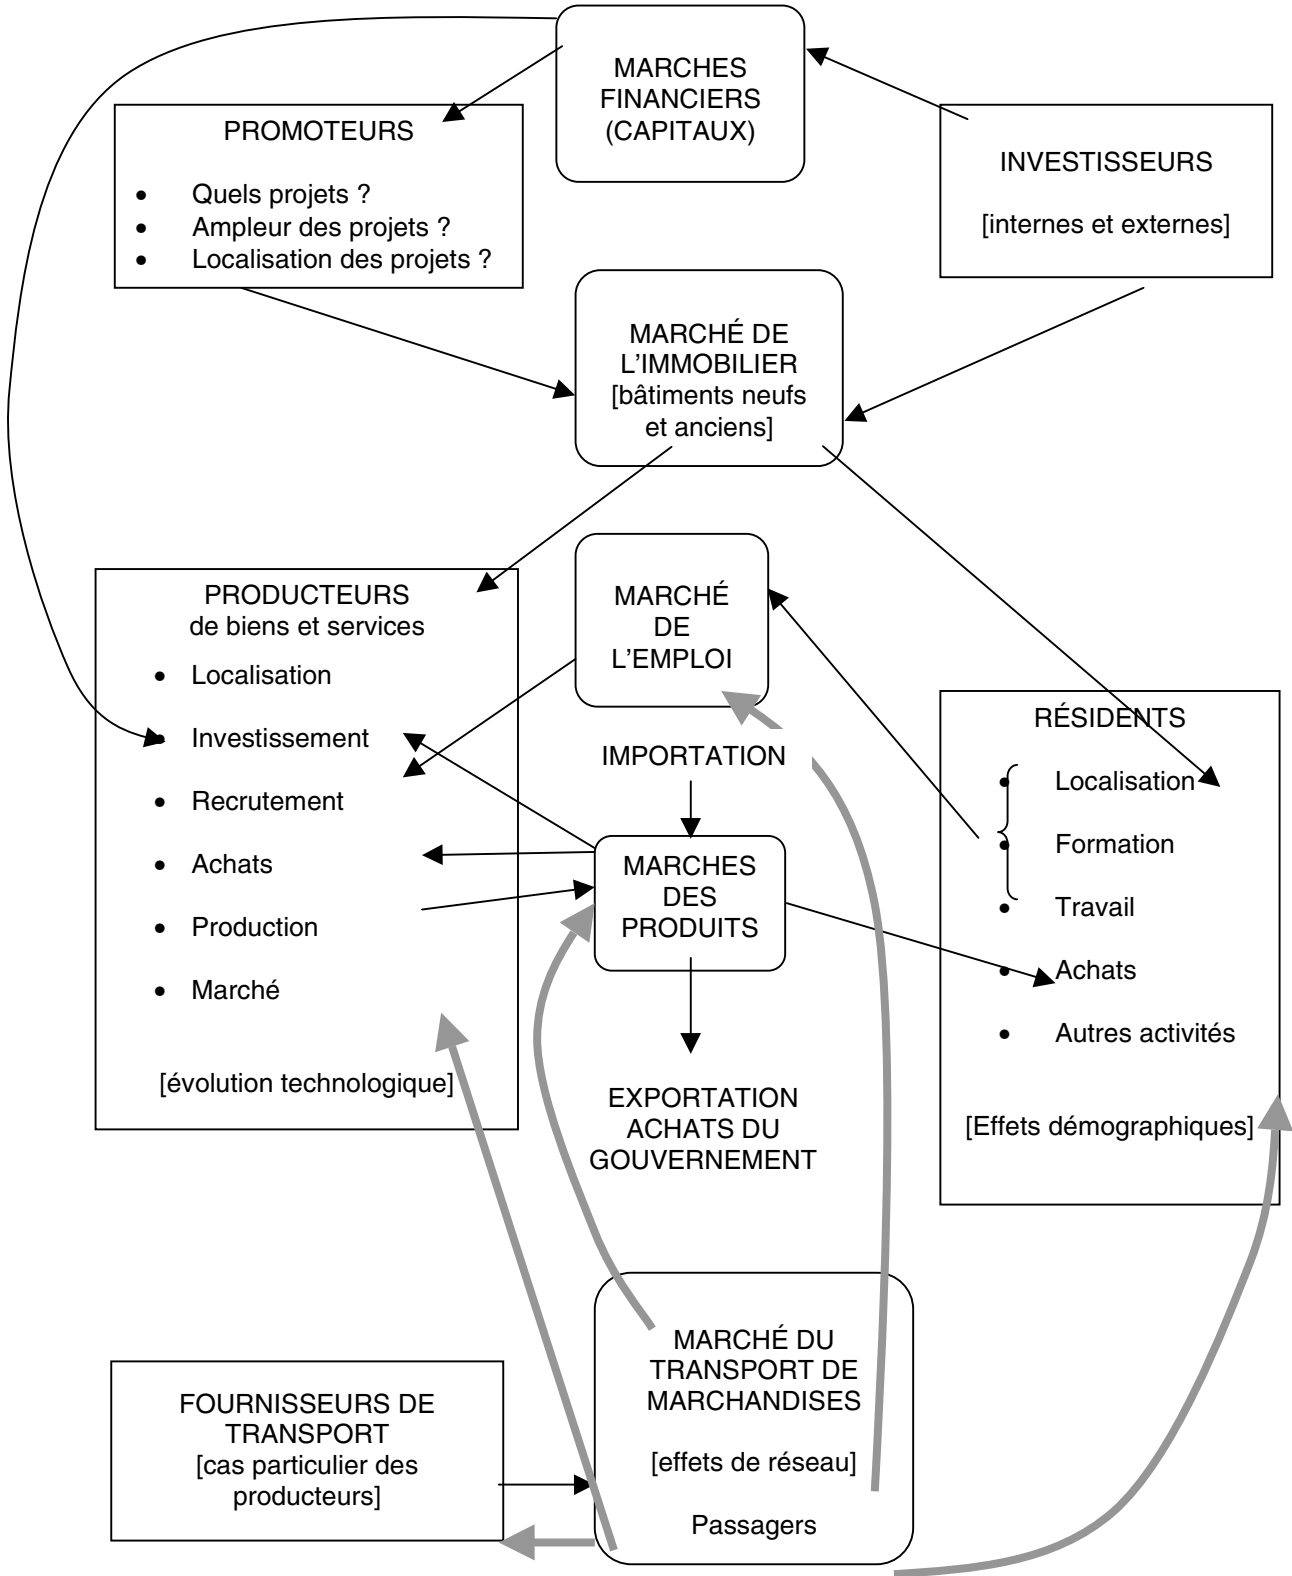 MARCHES
FINANCIERS
(CAPITAUX)
PROMOTEURS
• Quels projets ?
• Ampleur des projets ?
• Localisation des projets ?
INVESTISSEURS
[internes et externes]
MARCHÉ DE
L'IMMOBILIER
[bâtiments neufs
et anciens]
PRODUCTEURS
de biens et services
• Localisation
• Investissement
• Recrutement
• Achats
• Production
• Marché
[évolution technologique]
MARCHÉ
DE
L'EMPLOI
IMPORTATION
MARCHES
DES
PRODUITS
EXPORTATION
ACHATS DU
GOUVERNEMENT
RÉSIDENTS
• Localisation
• Formation
• Travail
• Achats
• Autres activités
[Effets démographiques]
FOURNISSEURS DE
TRANSPORT
[cas particulier des
producteurs]
MARCHÉ DU
TRANSPORT DE
MARCHANDISES
[effets de réseau]
Passagers